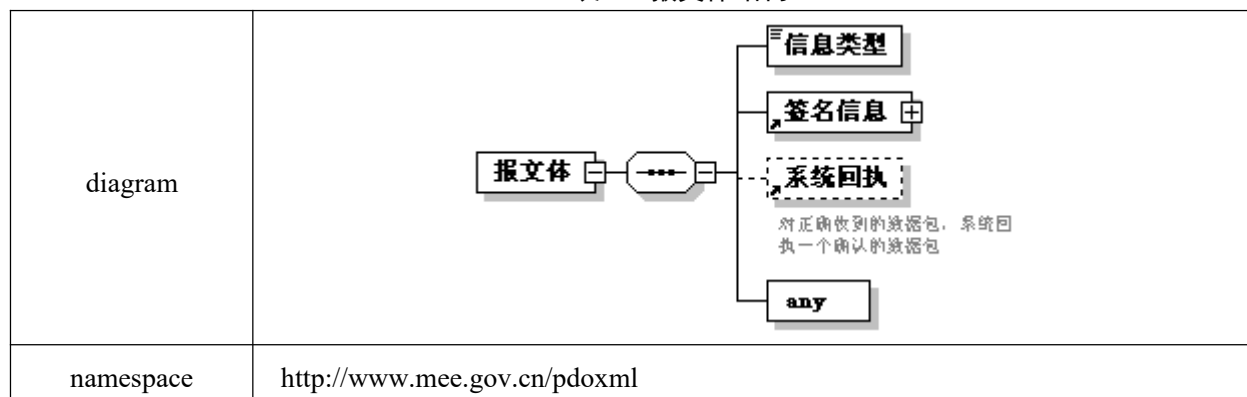 diagram
信息类型
签名信息
报文体
系统回执
对正确收到的数据包，系统回
执一个确认的数据包
any
namespace
http://www.mee.gov.cn/pdoxml